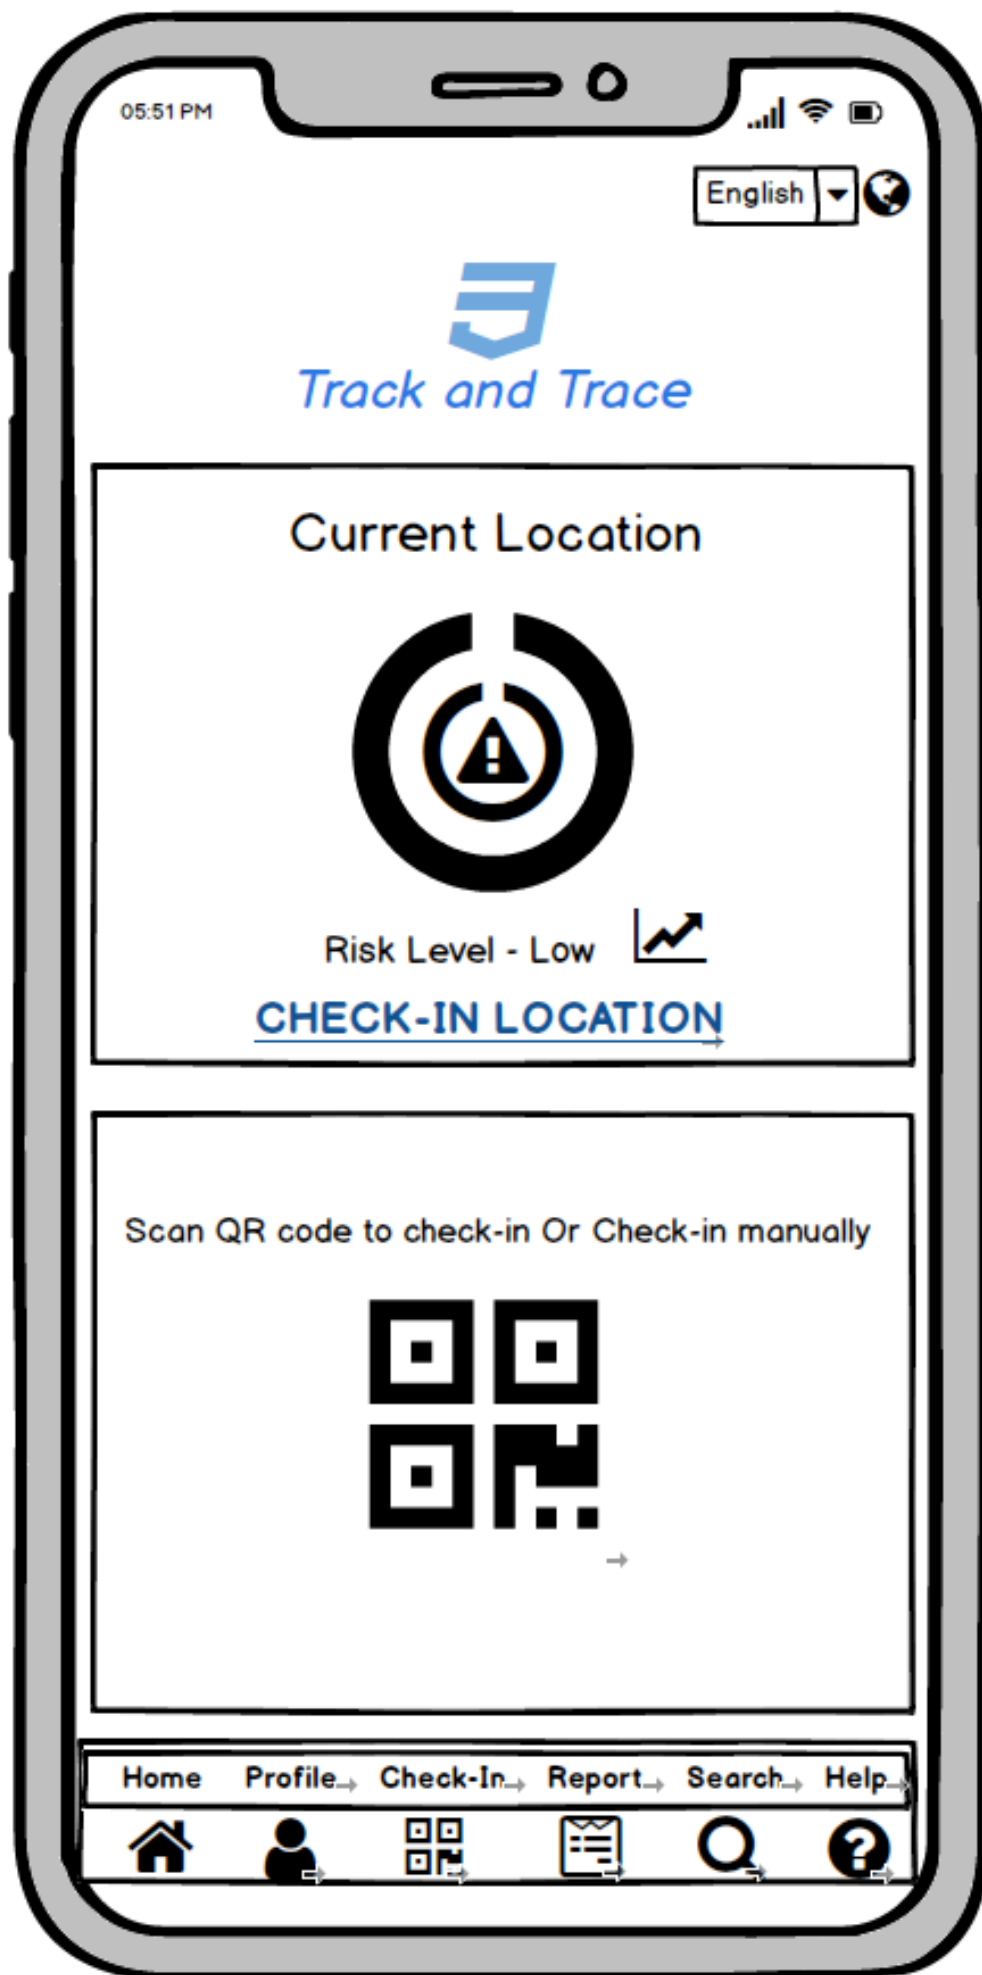 05:51 PM
English
Track and Trace
Current Location
Risk Level - Low
CHECK-IN LOCATION
Scan QR code to check-in Or Check-in manually
Home Profile Check-In Report Search Help